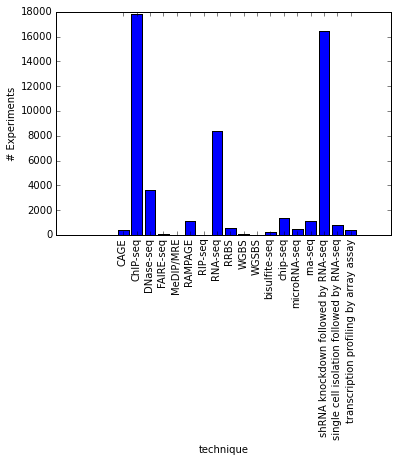 18000
16000
14000
12000
10000
8000
6000
4000
2000
0
# Experiments
CAGE
ChIP-seq
DNase-seq
FAIRE-seq
MeDIP/MRE
RAMPAGE
RIP-seq
RNA-seq
RRBS
WGBS
WGSBS
bisulfite-seq
chip-seq
microRNA-seq
rna-seq
shRNA knockdown followed by RNA-seq
single cell isolation followed by RNA-seq
transcription profiling by array assay
technique